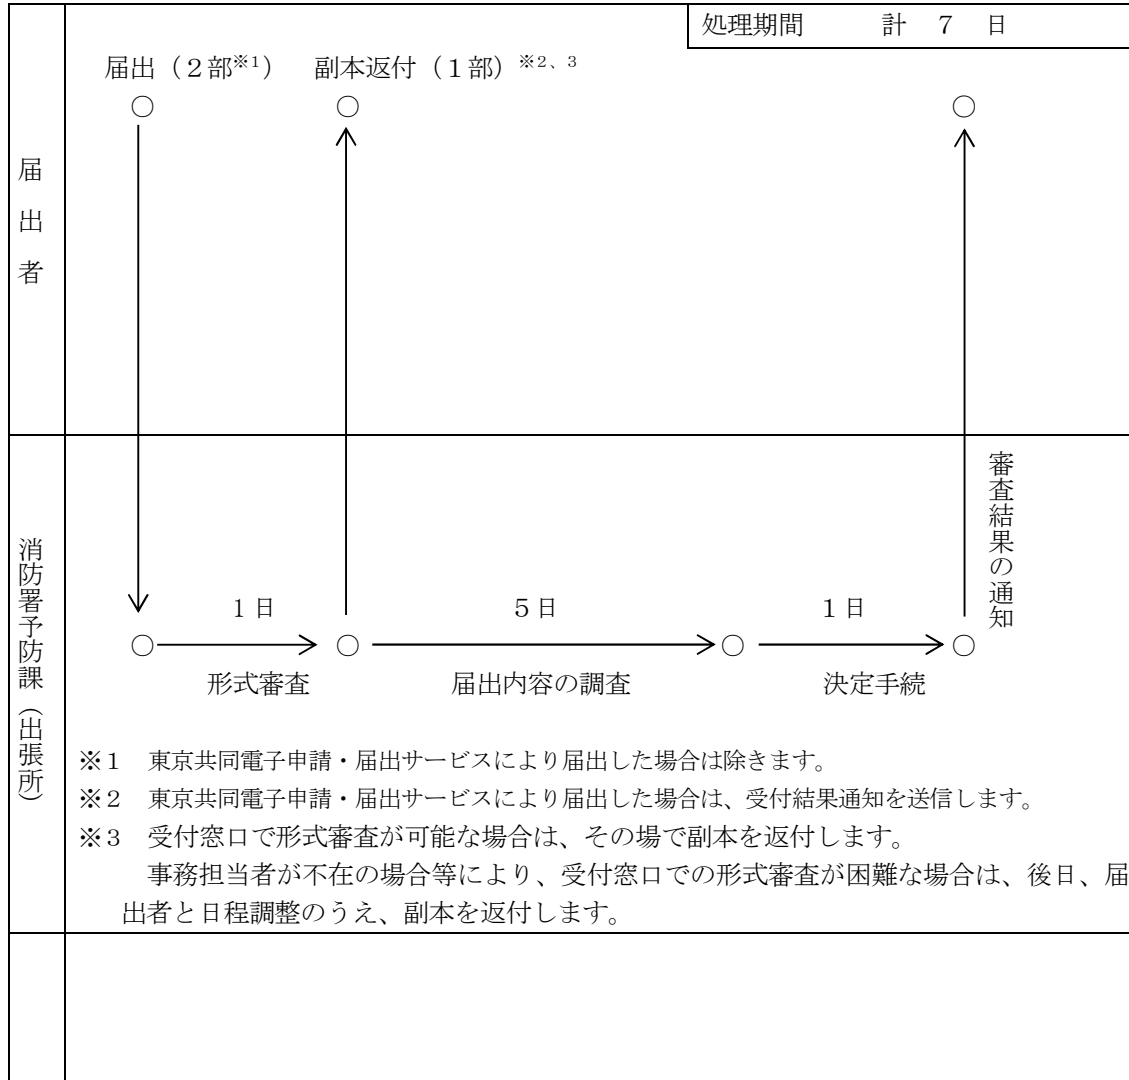 処理期間　計　７　日
届出（２部※1）　副本返付（１部）※2、3
届出者
審査結果の通知
消防署予防課（出張所）
１日　５日　１日
形式審査　届出内容の調査　決定手続
※１　東京共同電子申請・届出サービスにより届出した場合は除きます。
※２　東京共同電子申請・届出サービスにより届出した場合は、受付結果通知を送信します。
※３　受付窓口で形式審査が可能な場合は、その場で副本を返付します。
事務担当者が不在の場合等により、受付窓口での形式審査が困難な場合は、後日、届
出者と日程調整のうえ、副本を返付します。